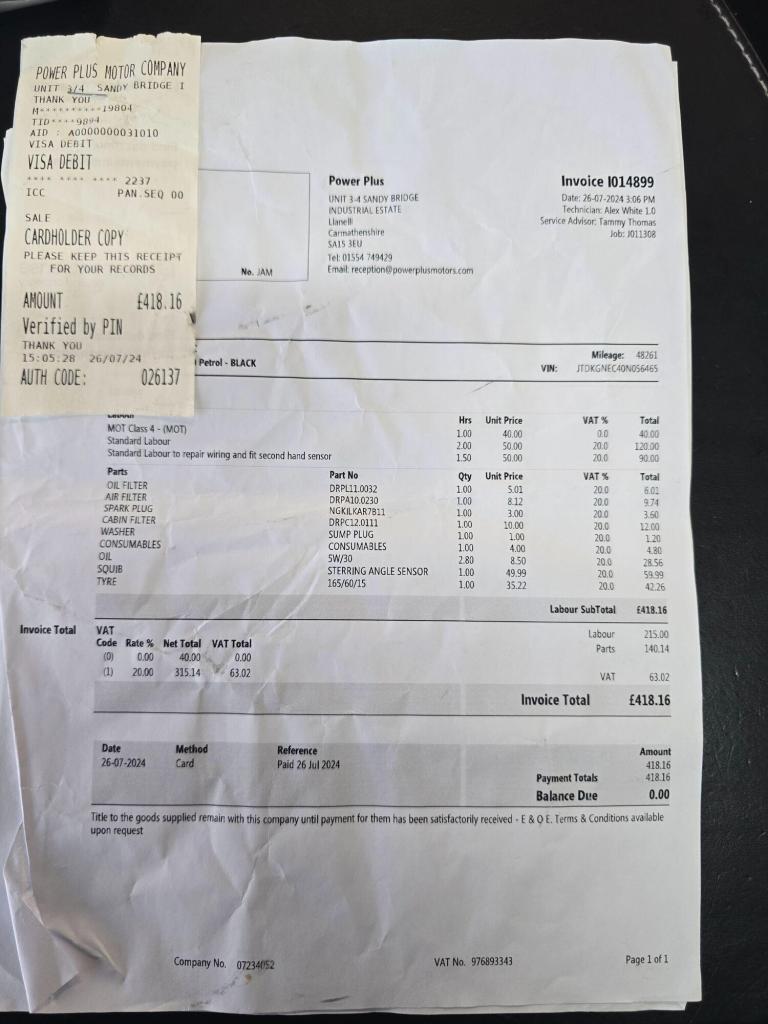 POWER PLUS MOTOR COMPANY
UNIT 3/4 SANDY BRIDGE I
THANK YOU
M**********19804
TID****9894
AID : A0000000031010
VISA DEBIT
VISA DEBIT
**** **** **** 2237
ICC PAN.SEQ 00
SALE
CARDHOLDER COPY
PLEASE KEEP THIS RECEIPT
FOR YOUR RECORDS
AMOUNT £418.16
Verified by PIN
THANK YOU
15:05:28 26/07/24
AUTH CODE: 026137
No. JAM
Power Plus
UNIT 3-4 SANDY BRIDGE
INDUSTRIAL ESTATE
Llanelli
Carmathenshire
SA15 3EU
Tel: 01554 749429
Email: reception@powerplusmotors.com
Invoice I014899
Date: 26-07-2024 3:06 PM
Technician: Alex White 1.0
Service Advisor: Tammy Thomas
Job: J011308
Petrol - BLACK
Mileage: 48261
VIN: JTDKGNEC40N056465
Labour Hrs Unit Price VAT % Total
MOT Class 4 - (MOT) 1.00 40.00 0.0 40.00
Standard Labour 2.00 50.00 20.0 120.00
Standard Labour to repair wiring and fit second hand sensor 1.50 50.00 20.0 90.00
Parts Part No Qty Unit Price VAT % Total
OIL FILTER DRPL11.0032 1.00 5.01 20.0 6.01
AIR FILTER DRPA10.0230 1.00 8.12 20.0 9.74
SPARK PLUG NGKILKAR7B11 1.00 3.00 20.0 3.60
CABIN FILTER DRPC12.0111 1.00 10.00 20.0 12.00
WASHER SUMP PLUG 1.00 1.00 20.0 1.20
CONSUMABLES CONSUMABLES 1.00 4.00 20.0 4.80
OIL 5W/30 2.80 8.50 20.0 28.56
SQUIB STERRING ANGLE SENSOR 1.00 49.99 20.0 59.99
TYRE 165/60/15 1.00 35.22 20.0 42.26
Labour SubTotal £418.16
Invoice Total
VAT
Code Rate % Net Total VAT Total
(0) 0.00 40.00 0.00
(1) 20.00 315.14 63.02
Labour 215.00
Parts 140.14
VAT 63.02
Invoice Total £418.16
Date Method Reference Amount
26-07-2024 Card Paid 26 Jul 2024 418.16
Payment Totals 418.16
Balance Due 0.00
Title to the goods supplied remain with this company until payment for them has been satisfactorily received - E & O E. Terms & Conditions available
upon request
Company No. 07234052
VAT No. 976893343
Page 1 of 1